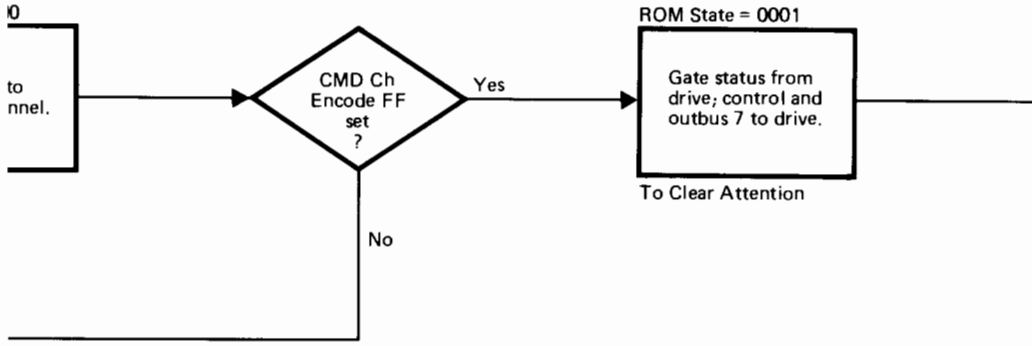 00
to
nnel.
CMD Ch
Encode FF
set
?
Yes
No
ROM State = 0001
Gate status from
drive; control and
outbus 7 to drive.
To Clear Attention